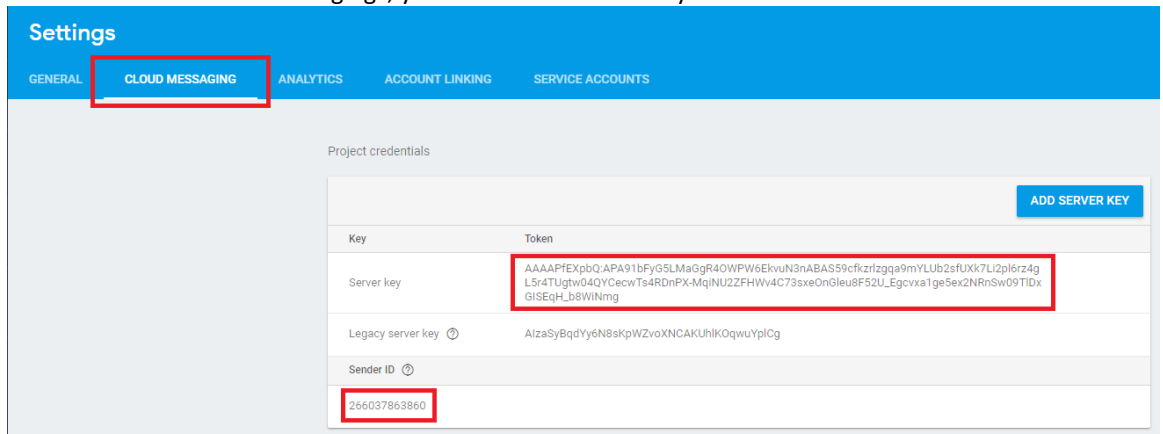 Settings
GENERAL CLOUD MESSAGING ANALYTICS ACCOUNT LINKING SERVICE ACCOUNTS
Project credentials
ADD SERVER KEY
Key Token
Server key AAAAPfEXpbQ:APA91bFyG5LMaGgR4OWPW6EkvuN3nABAS59cfkzrlzgqa9mYLUb2sfUXk7Li2pl6rz4g
L5r4TUgtw04QYCecwTs4RDnPX-MqiNU2ZFHWv4C73sxeOnGleu8F52U_Egcvxa1ge5ex2NRnSw09TlDx
GISEqH_b8WiNmg
Legacy server key AIzaSyBqdYy6N8sKpWZvoXNCAKUhlKOqwuYplCg
Sender ID
266037863860